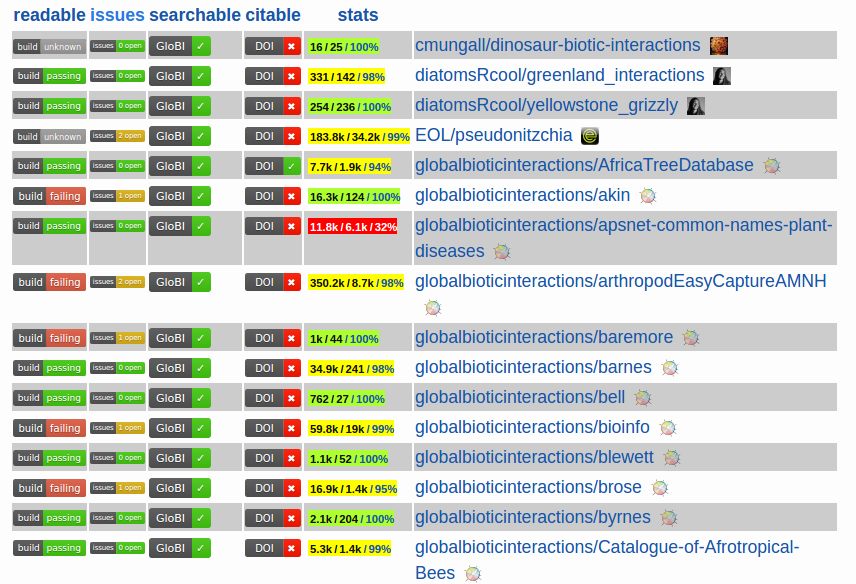 readable issues searchable citable stats
build unknown issues 0 open GloBI ✓ DOI ✖ 16 / 25 / 100% cmungall/dinosaur-biotic-interactions
build passing issues 0 open GloBI ✓ DOI ✖ 331 / 142 / 98% diatomsRcool/greenland_interactions
build passing issues 0 open GloBI ✓ DOI ✖ 254 / 236 / 100% diatomsRcool/yellowstone_grizzly
build unknown issues 2 open GloBI ✓ DOI ✖ 183.8k / 34.2k / 99% EOL/pseudonitzchia
build passing issues 0 open GloBI ✓ DOI ✓ 7.7k / 1.9k / 94% globalbioticinteractions/AfricaTreeDatabase
build failing issues 1 open GloBI ✓ DOI ✖ 16.3k / 124 / 100% globalbioticinteractions/akin
build passing issues 0 open GloBI ✓ DOI ✖ 11.8k / 6.1k / 32% globalbioticinteractions/apsnet-common-names-plant-
diseases
build failing issues 2 open GloBI ✓ DOI ✖ 350.2k / 8.7k / 98% globalbioticinteractions/arthropodEasyCaptureAMNH
build failing issues 1 open GloBI ✓ DOI ✖ 1k / 44 / 100% globalbioticinteractions/baremore
build passing issues 0 open GloBI ✓ DOI ✖ 34.9k / 241 / 98% globalbioticinteractions/barnes
build passing issues 0 open GloBI ✓ DOI ✖ 762 / 27 / 100% globalbioticinteractions/bell
build failing issues 1 open GloBI ✓ DOI ✖ 59.8k / 19k / 99% globalbioticinteractions/bioinfo
build passing issues 0 open GloBI ✓ DOI ✖ 1.1k / 52 / 100% globalbioticinteractions/blewett
build failing issues 1 open GloBI ✓ DOI ✖ 16.9k / 1.4k / 95% globalbioticinteractions/brose
build passing issues 0 open GloBI ✓ DOI ✖ 2.1k / 204 / 100% globalbioticinteractions/byrnes
build passing issues 0 open GloBI ✓ DOI ✖ 5.3k / 1.4k / 99% globalbioticinteractions/Catalogue-of-Afrotropical-
Bees